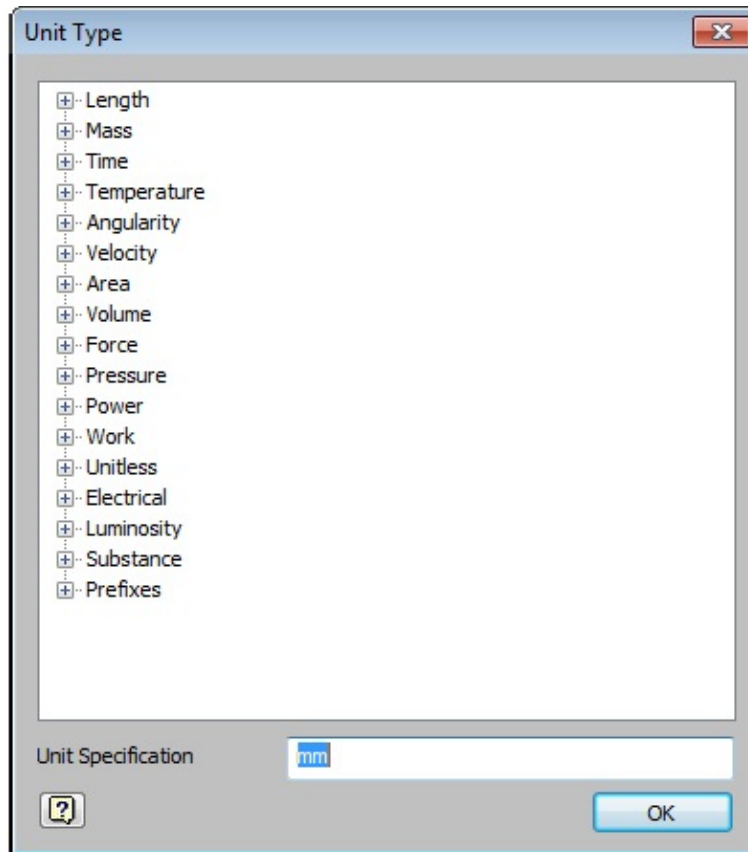 Unit Type
Length
Mass
Time
Temperature
Angularity
Velocity
Area
Volume
Force
Pressure
Power
Work
Unitless
Electrical
Luminosity
Substance
Prefixes
Unit Specification
mm
OK